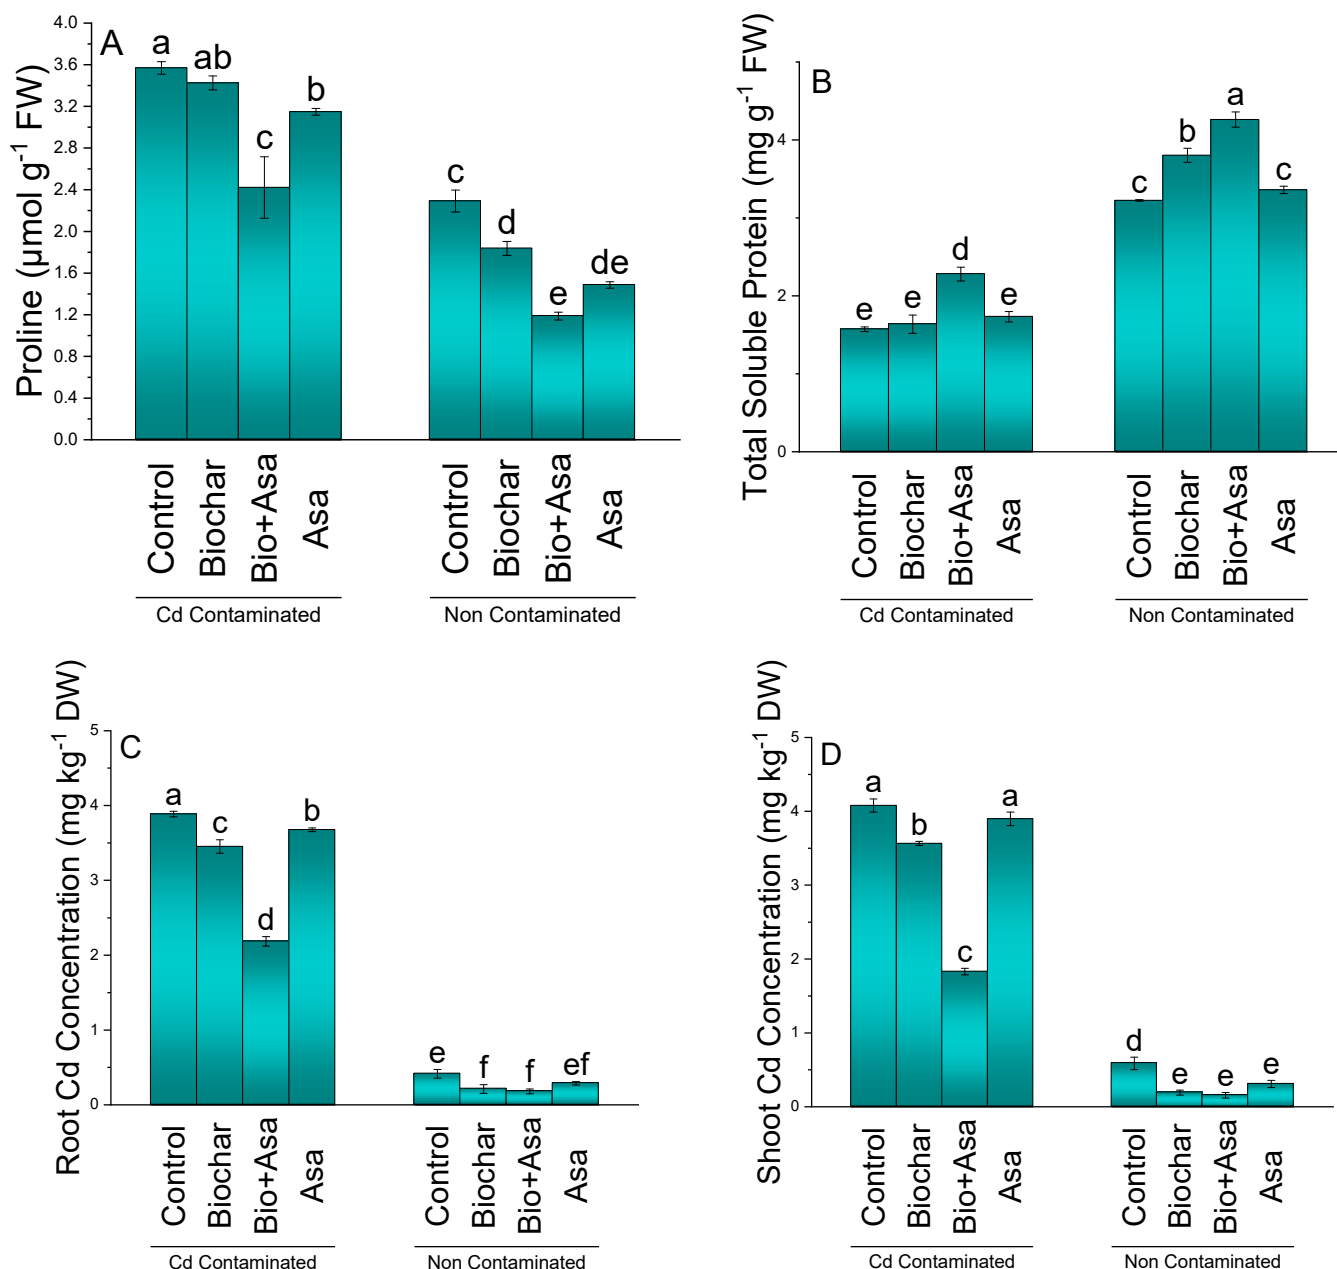 A
Proline (µmol g⁻¹ FW)
4.0
3.6
3.2
2.8
2.4
2.0
1.6
1.2
0.8
0.4
0.0
a ab c b c d e de
Control Biochar Bio+Asa Asa Control Biochar Bio+Asa Asa
Cd Contaminated Non Contaminated
B
Total Soluble Protein (mg g⁻¹ FW)
4
2
0
e e d e c b a c
Control Biochar Bio+Asa Asa Control Biochar Bio+Asa Asa
Cd Contaminated Non Contaminated
C
Root Cd Concentration (mg kg⁻¹ DW)
5
4
3
2
1
0
a c d b e f f ef
Control Biochar Bio+Asa Asa Control Biochar Bio+Asa Asa
Cd Contaminated Non Contaminated
D
Shoot Cd Concentration (mg kg⁻¹ DW)
5
4
3
2
1
0
a b c a d e e e
Control Biochar Bio+Asa Asa Control Biochar Bio+Asa Asa
Cd Contaminated Non Contaminated